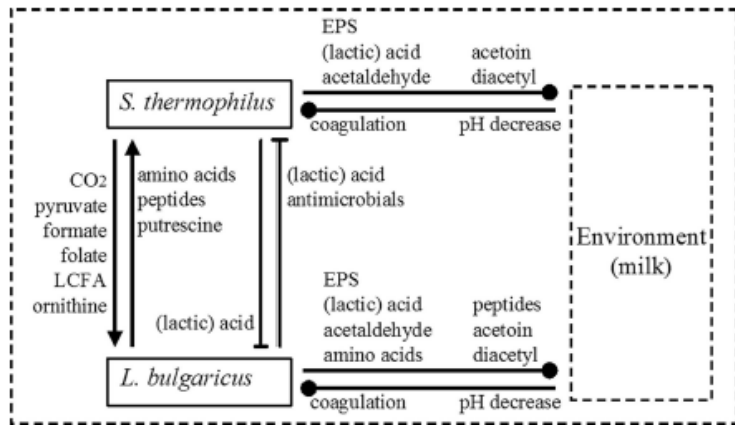 EPS
(lactic) acid acetoin
acetaldehyde diacetyl
S. thermophilus
coagulation pH decrease
CO2
pyruvate
formate
folate
LCFA
ornithine
amino acids
peptides
putrescine
(lactic) acid
antimicrobials
(lactic) acid
Environment
(milk)
EPS
(lactic) acid peptides
acetaldehyde acetoin
amino acids diacetyl
L. bulgaricus
coagulation pH decrease